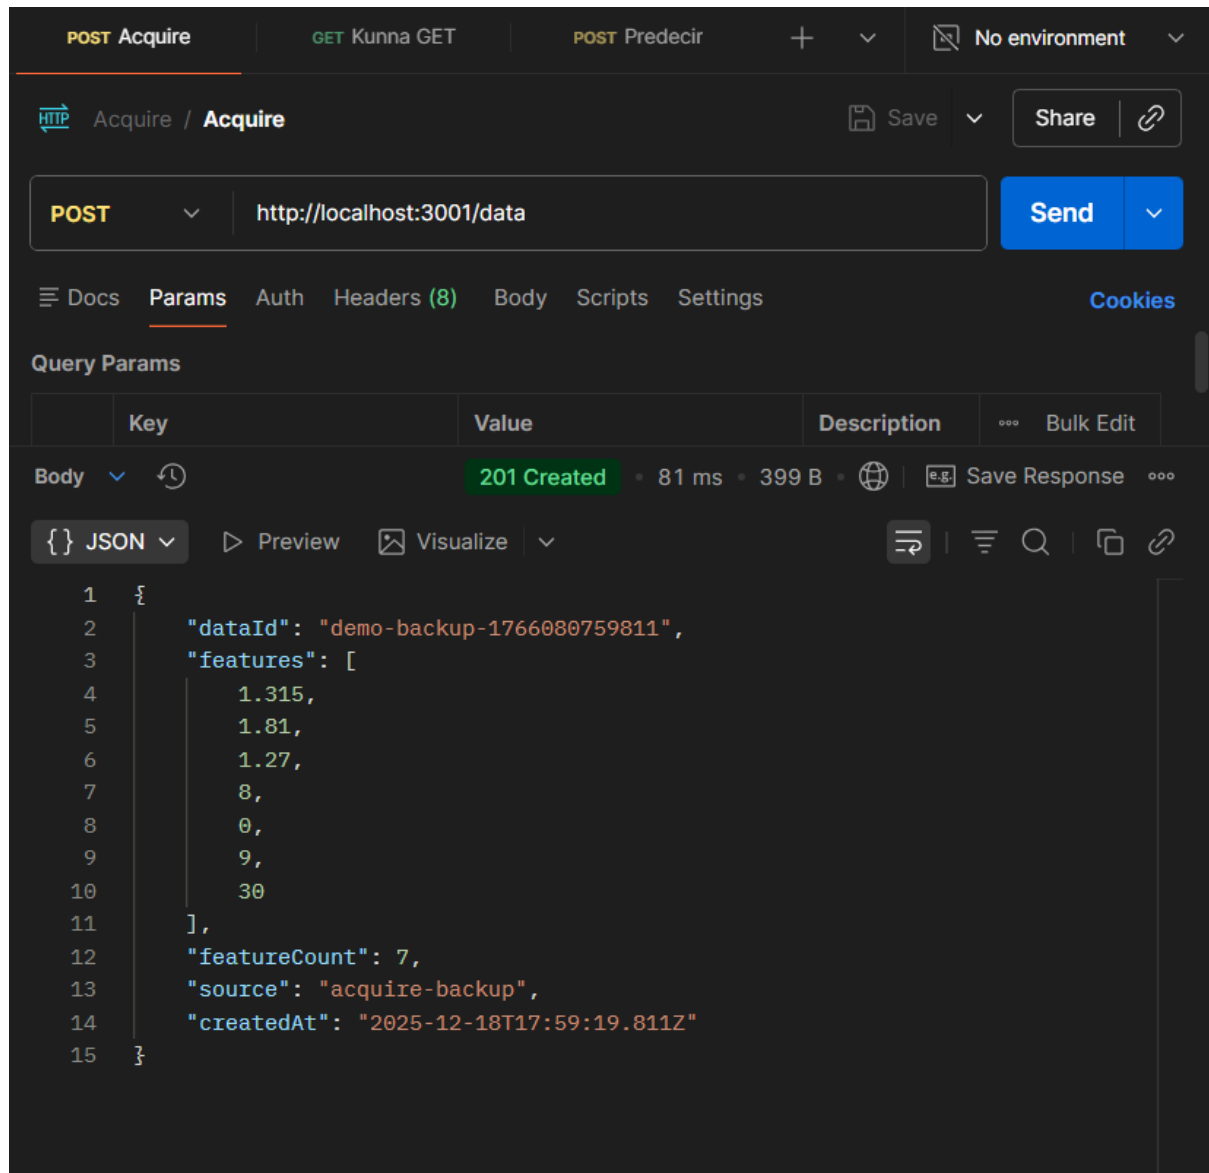 POST Acquire GET Kunna GET POST Predecir No environment
HTTP Acquire / Acquire Save Share
POST http://localhost:3001/data Send
Docs Params Auth Headers (8) Body Scripts Settings Cookies
Query Params
Key Value Description Bulk Edit
Body 201 Created • 81 ms • 399 B • e.g. Save Response
{} JSON Preview Visualize
1 {
2 "dataId": "demo-backup-1766080759811",
3 "features": [
4 1.315,
5 1.81,
6 1.27,
7 8,
8 0,
9 9,
10 30
11 ],
12 "featureCount": 7,
13 "source": "acquire-backup",
14 "createdAt": "2025-12-18T17:59:19.811Z"
15 }